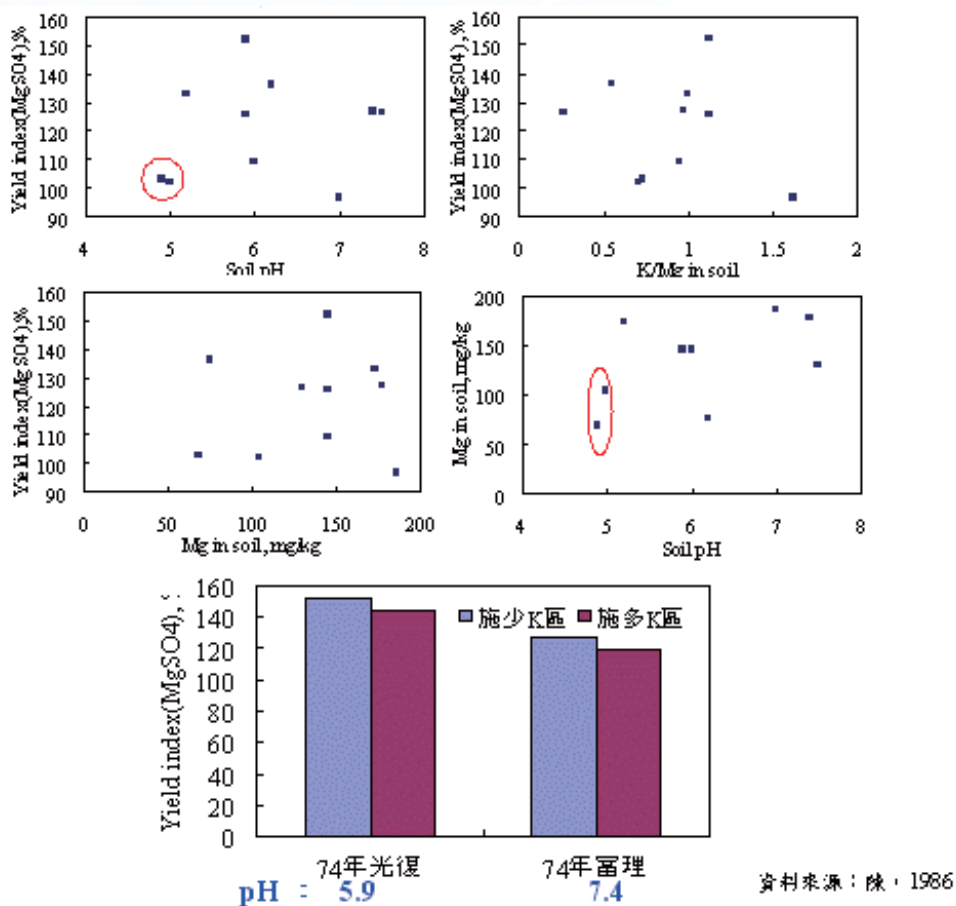 Yield index(MgSO4),%
160
150
140
130
120
110
100
90
4 5 6 7 8
Soil pH
Yield index(MgSO4),%
160
150
140
130
120
110
100
90
0 0.5 1 1.5 2
K/Mg in soil
Yield index(MgSO4),%
160
150
140
130
120
110
100
90
0 50 100 150 200
Mg in soil,mg/kg
Mg in soil,mg/kg
200
150
100
50
0
4 5 6 7 8
Soil pH
Yield index(MgSO4),
160
140
120
100
80
60
40
20
0
施少K區 施多K區
74年光復 74年富理
pH : 5.9 7.4
資料來源：陳，1986